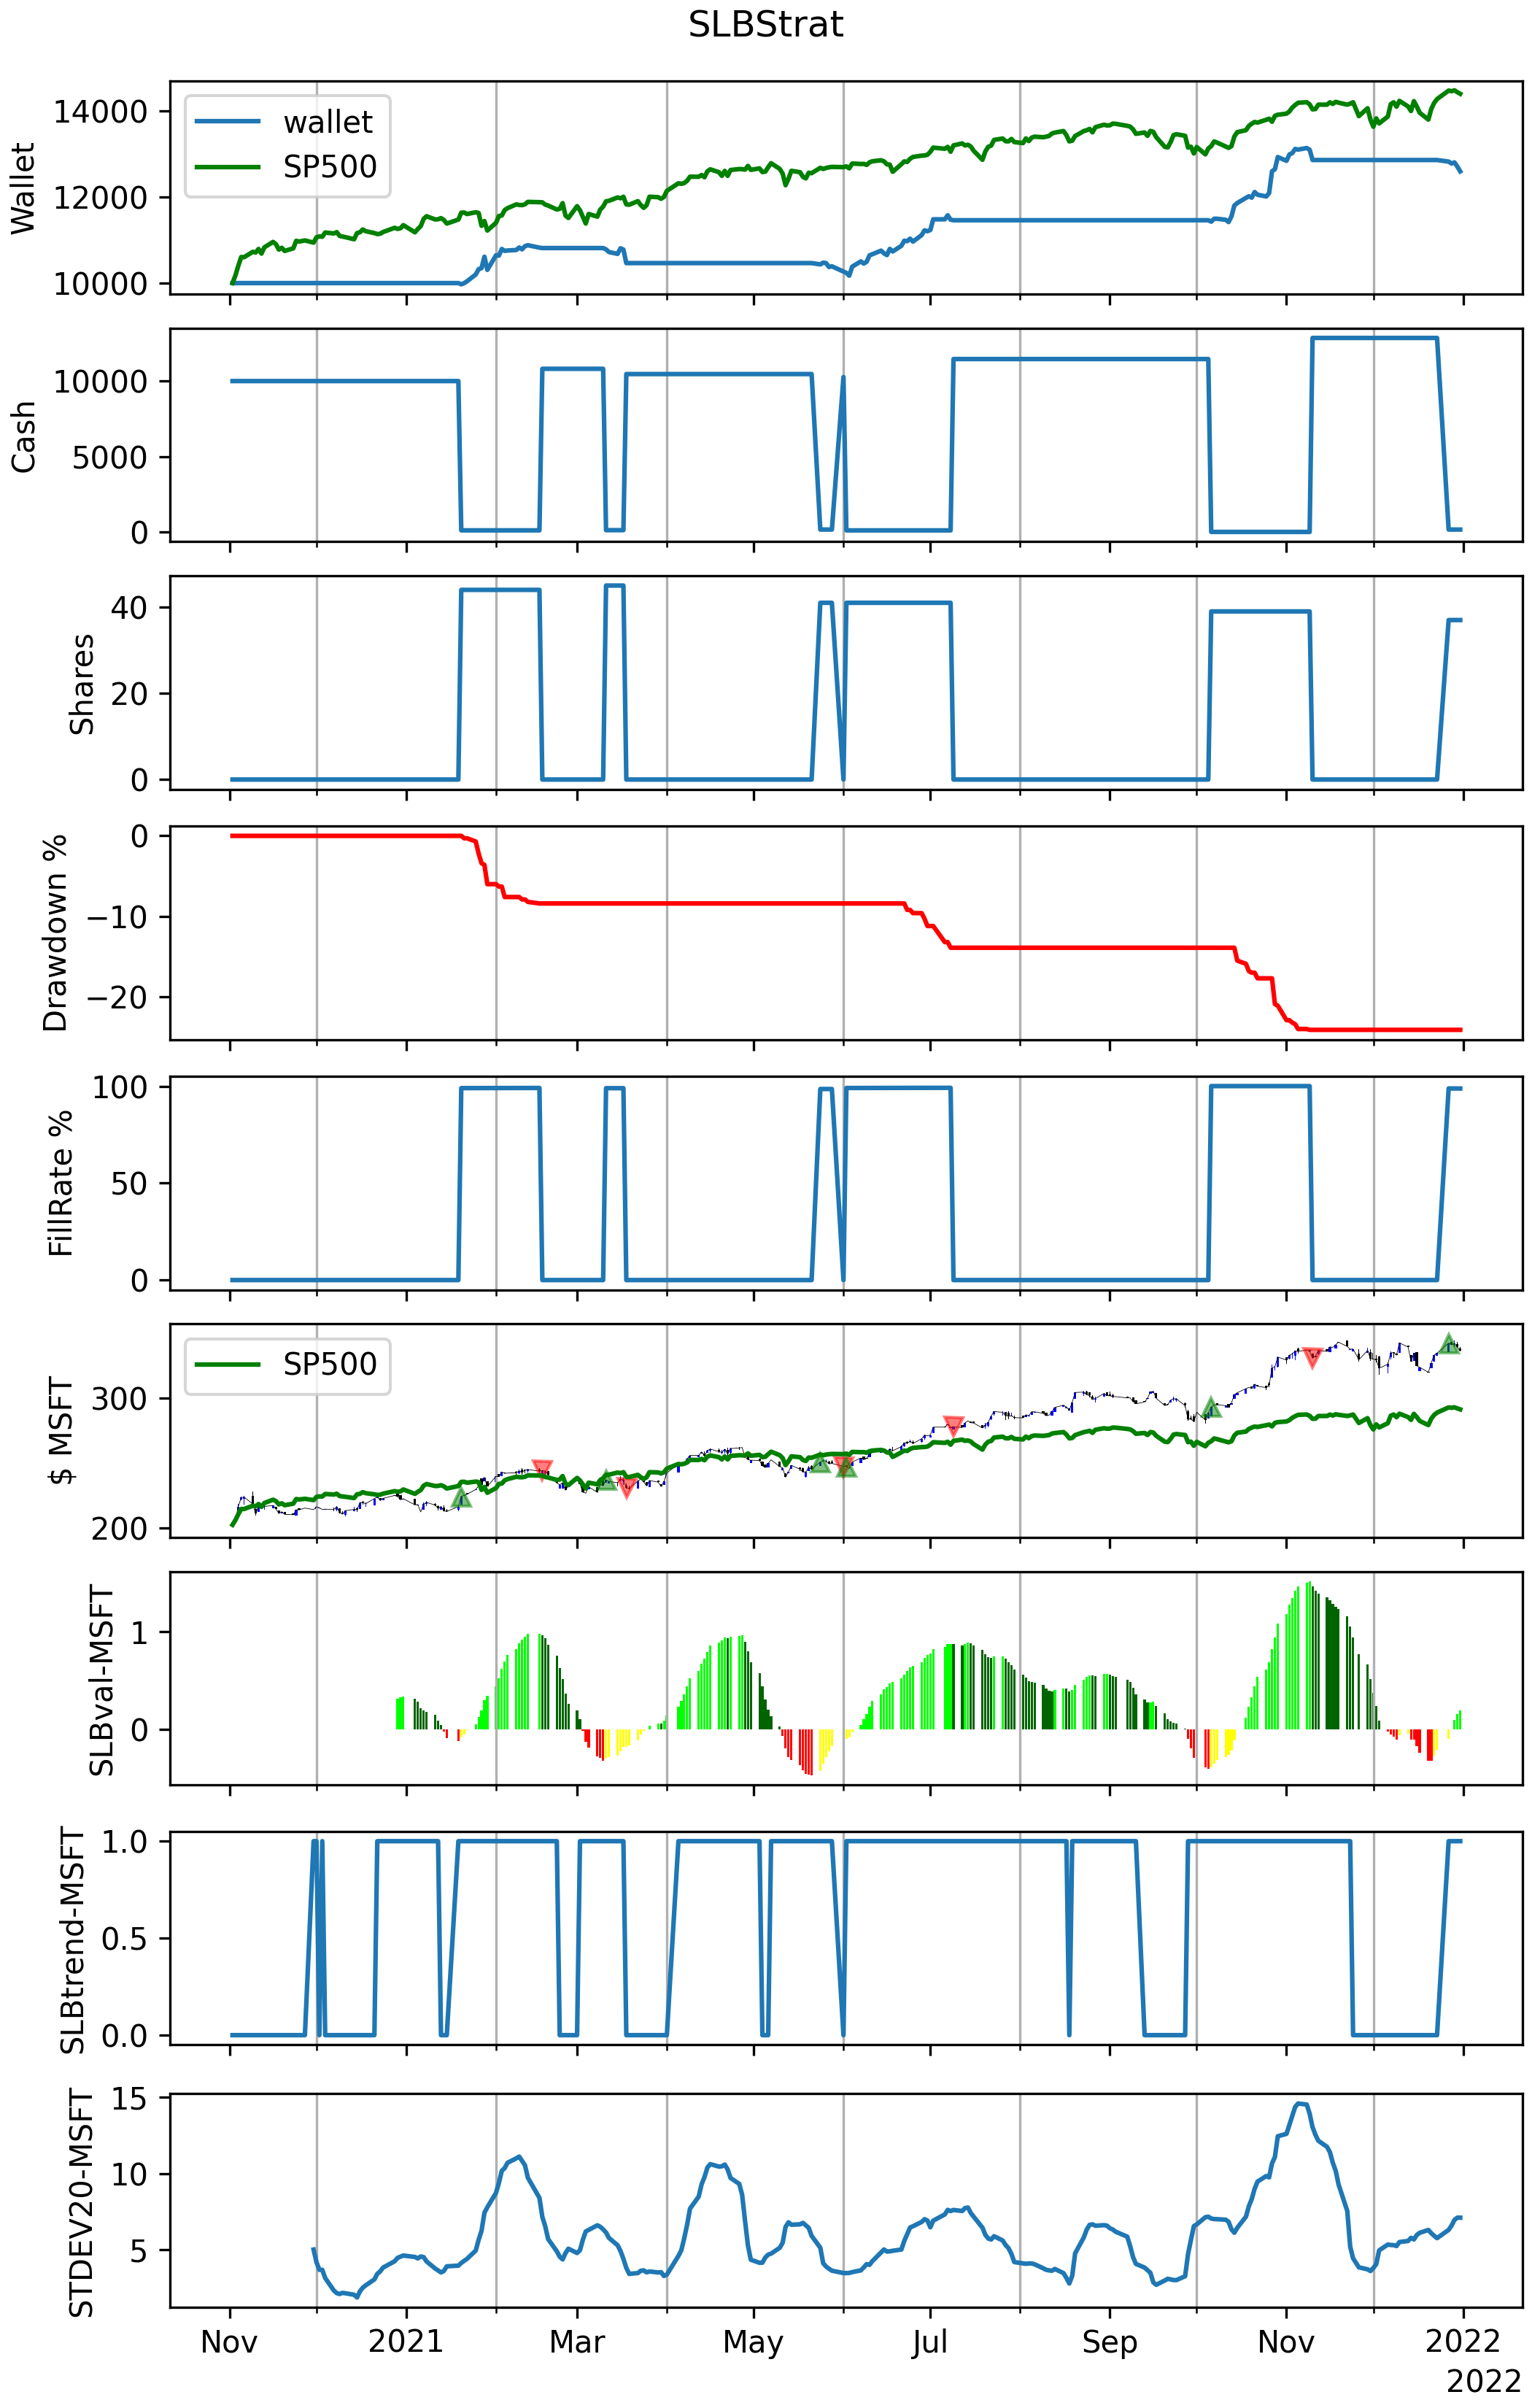 SLBStrat
Wallet
14000
12000
10000
wallet
SP500
Cash
10000
5000
0
Shares
40
20
0
Drawdown %
0
−10
−20
FillRate %
100
50
0
$ MSFT
300
200
SP500
SLBval-MSFT
1
0
SLBtrend-MSFT
1.0
0.5
0.0
STDEV20-MSFT
15
10
5
Nov 2021 Mar May Jul Sep Nov 2022
2022